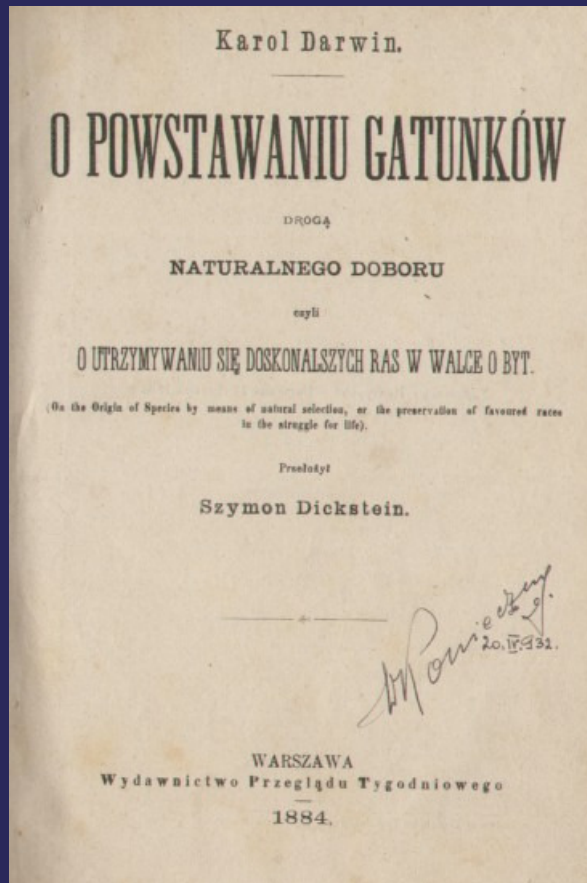 Karol Darwin.
O POWSTAWANIU GATUNKÓW
DROGĄ
NATURALNEGO DOBORU
czyli
O UTRZYMYWANIU SIĘ DOSKONALSZYCH RAS W WALCE O BYT.
(On the Origin of Species by means of natural selection, or the preservation of favoured races
in the struggle for life).
Przełożył
Szymon Dickstein.
20.IV.932.
WARSZAWA
Wydawnictwo Przeglądu Tygodniowego
1884.